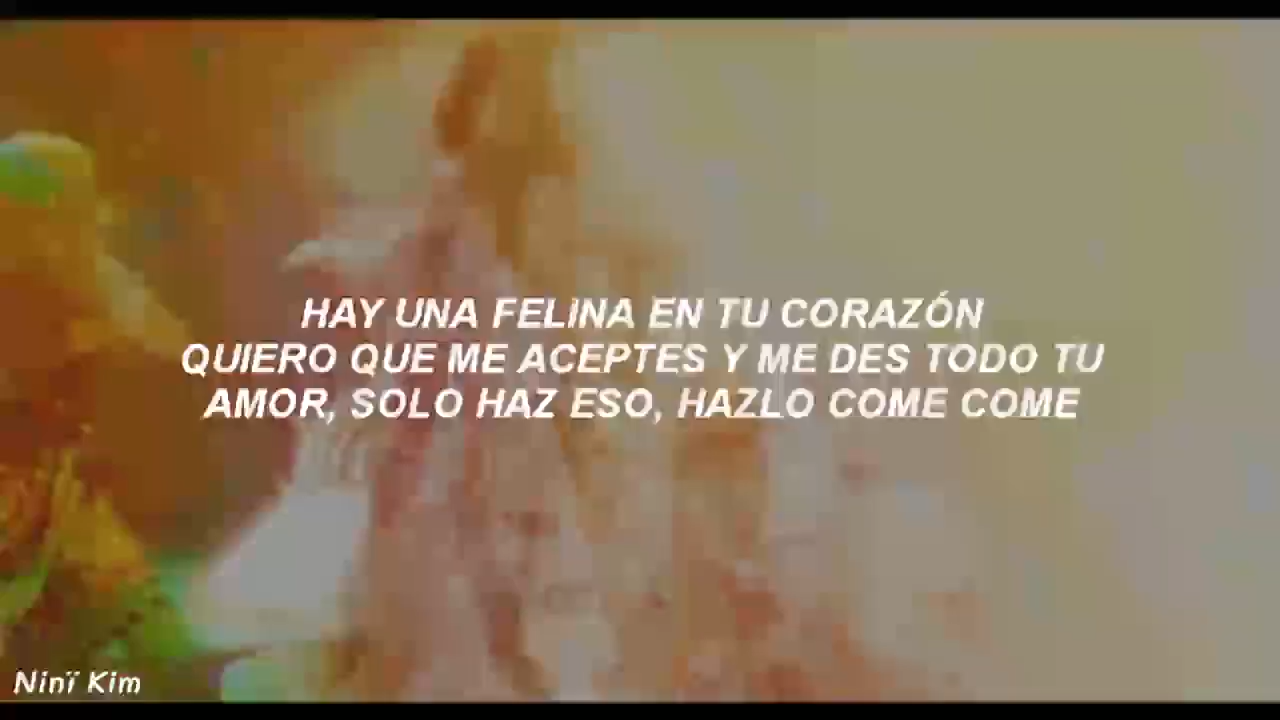 HAY UNA FELINA EN TU CORAZÓN
QUIERO QUE ME ACEPTES Y ME DES TODO TU
AMOR, SOLO HAZ ESO, HAZLO COME COME
Ninï Kim